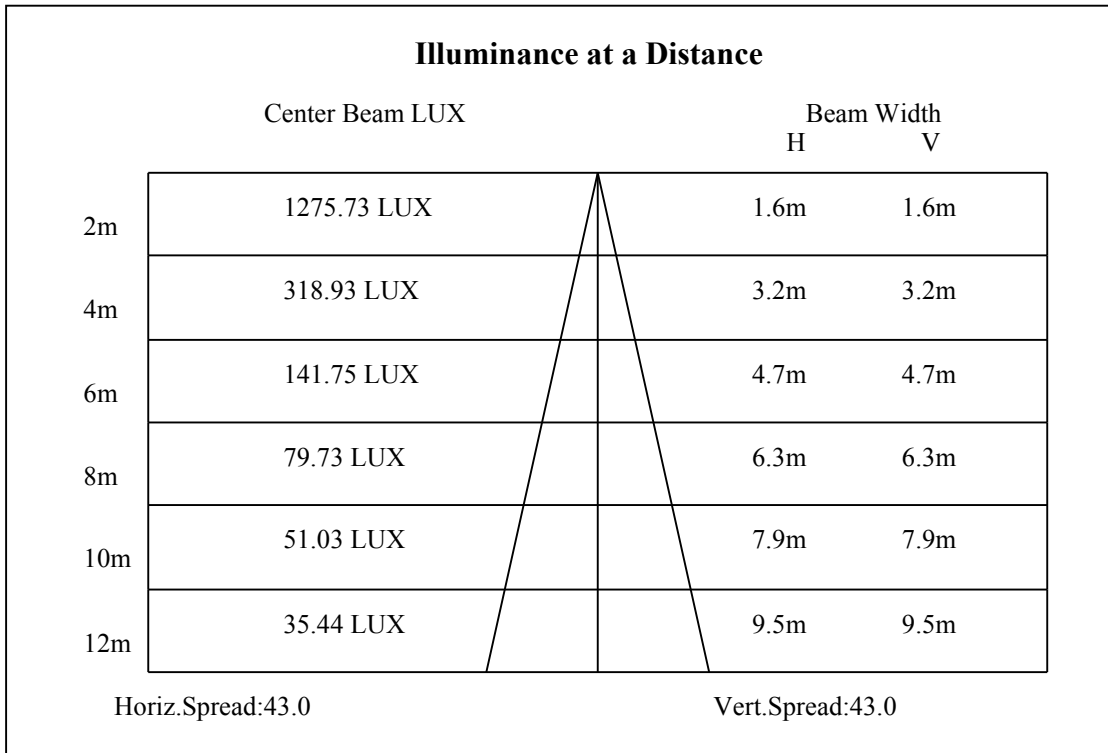 Illuminance at a Distance
Center Beam LUX Beam Width
H V
2m 1275.73 LUX 1.6m 1.6m
4m 318.93 LUX 3.2m 3.2m
6m 141.75 LUX 4.7m 4.7m
8m 79.73 LUX 6.3m 6.3m
10m 51.03 LUX 7.9m 7.9m
12m 35.44 LUX 9.5m 9.5m
Horiz.Spread:43.0 Vert.Spread:43.0